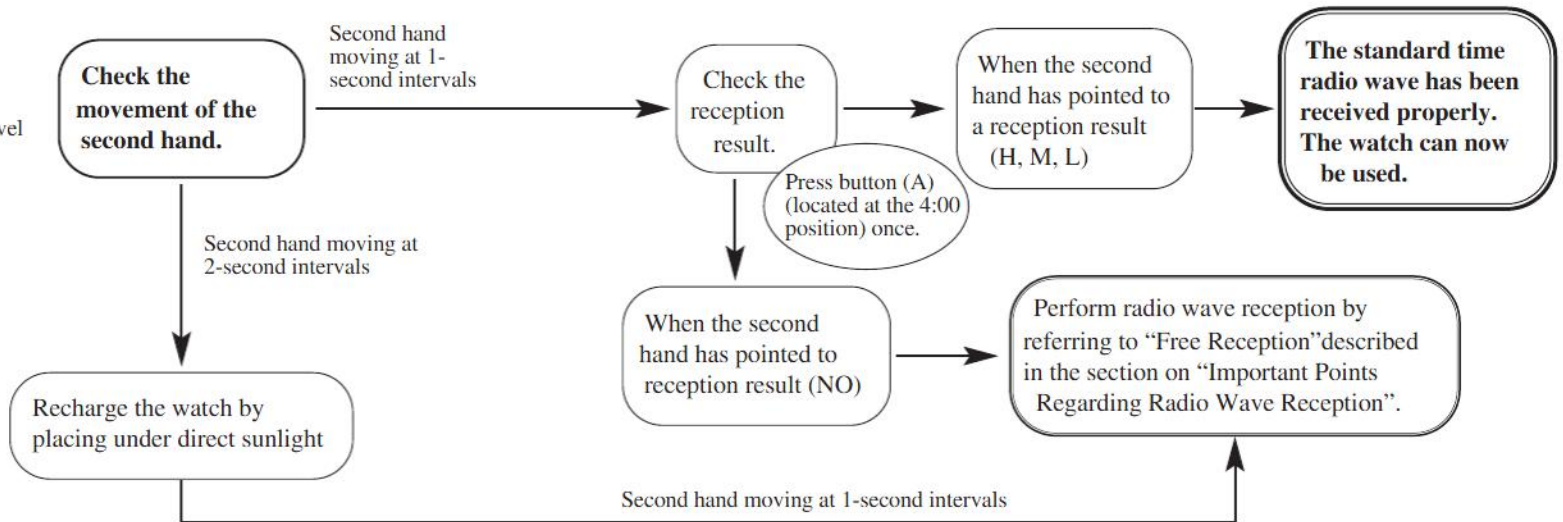 vel
Check the
movement of the
second hand.
Second hand
moving at 1-
second intervals
Check the
reception
result.
Press button (A)
(located at the 4:00
position) once.
When the second
hand has pointed to
a reception result
(H, M, L)
The standard time
radio wave has been
received properly.
The watch can now
be used.
Second hand moving at
2-second intervals
When the second
hand has pointed to
reception result (NO)
Perform radio wave reception by
referring to “Free Reception”described
in the section on “Important Points
Regarding Radio Wave Reception”.
Recharge the watch by
placing under direct sunlight
Second hand moving at 1-second intervals